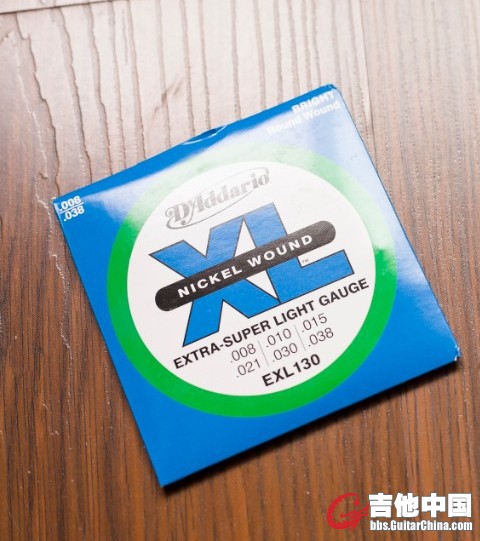 .008
.038
BRIGHT
Round Wound
D'Addario
XL
NICKEL WOUND
™
EXTRA-SUPER LIGHT GAUGE
.008 .010 .015
.021 .030 .038
EXL130
吉他中国
bbs.GuitarChina.com